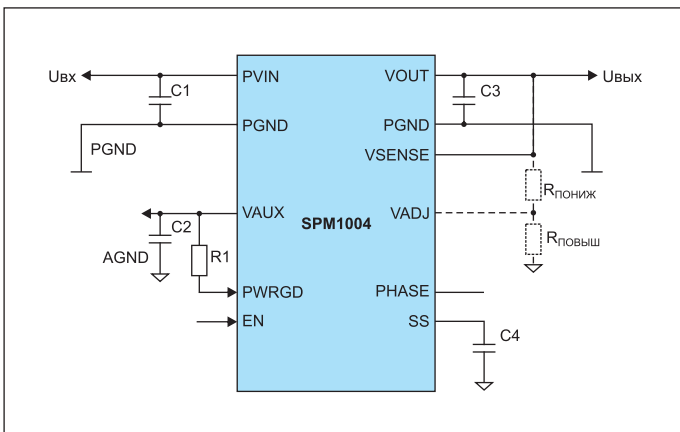 Uвх
C1
PVIN
VOUT
C3
Uвых
PGND
PGND
PGND
VSENSE
RПОНИЖ
VAUX
C2
VADJ
SPM1004
RПОВЫШ
AGND
R1
PWRGD
PHASE
EN
SS
C4